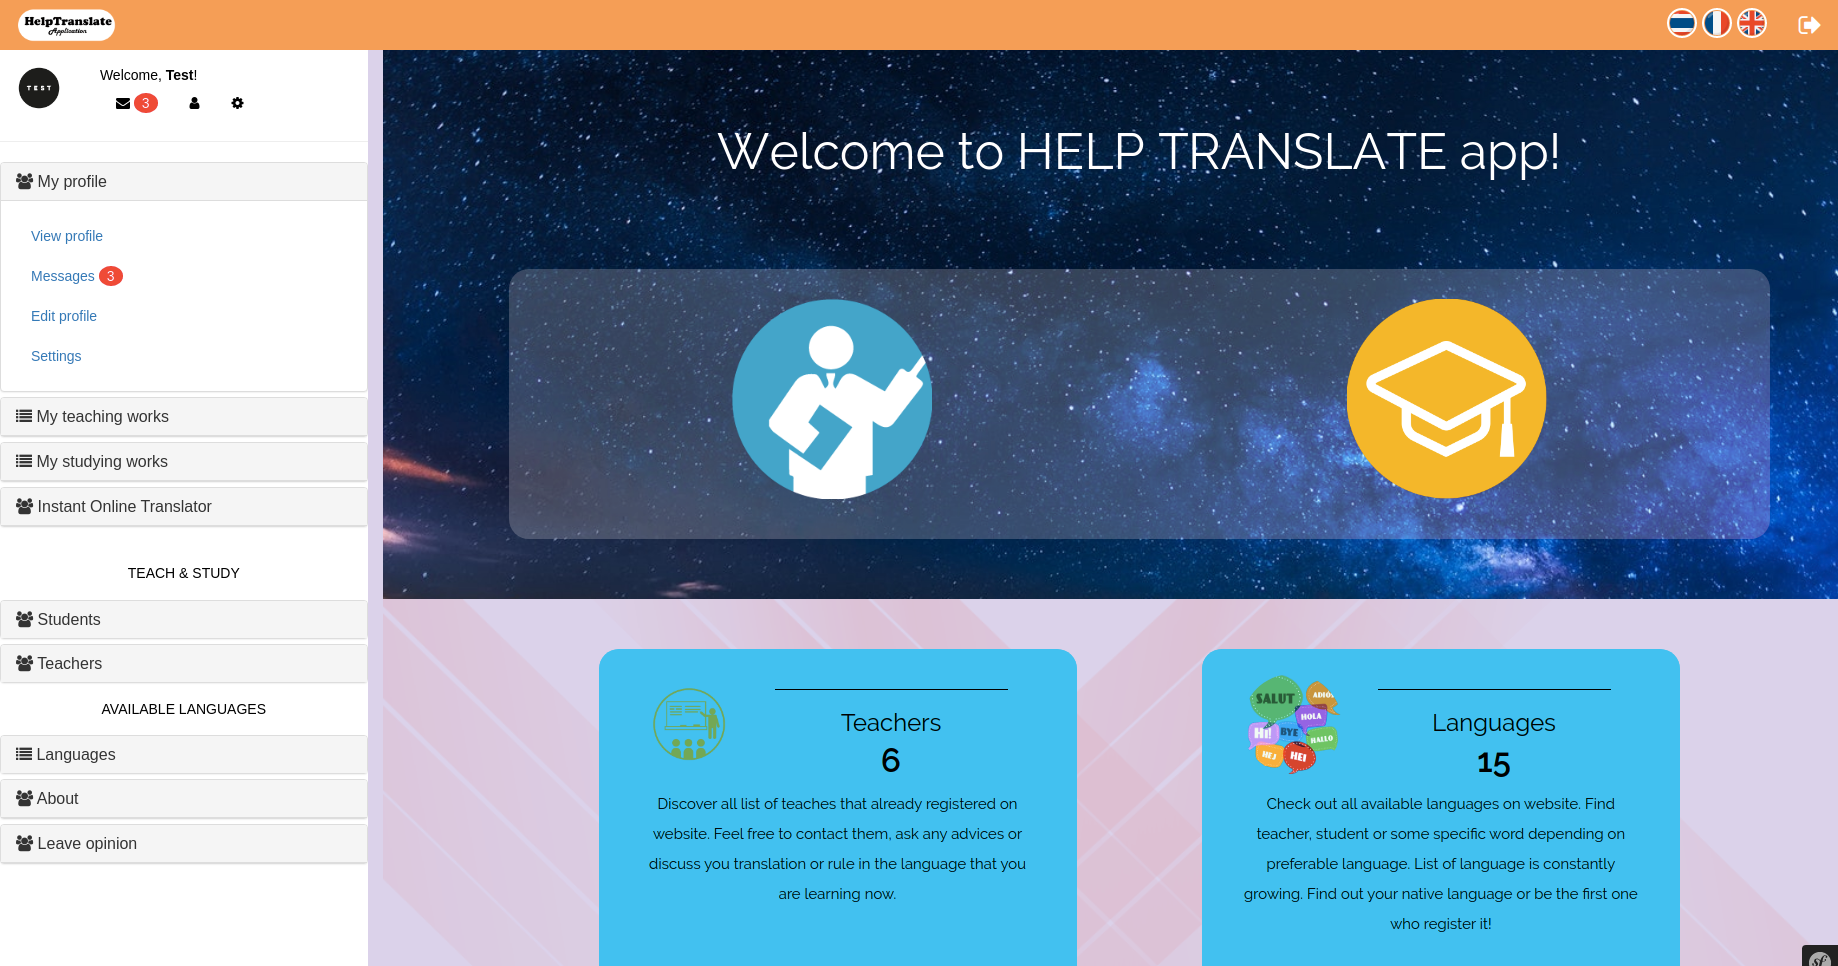 HelpTranslate
Application
TEST
Welcome, Test!
3
My profile
View profile
Messages 3
Edit profile
Settings
My teaching works
My studying works
Instant Online Translator
TEACH & STUDY
Students
Teachers
AVAILABLE LANGUAGES
Languages
About
Leave opinion
Welcome to HELP TRANSLATE app!
Teachers
6
Discover all list of teaches that already registered on
website. Feel free to contact them, ask any advices or
discuss you translation or rule in the language that you
are learning now.
SALUT
ADIOS
HOLA
HI!
BYE
HALLO
HEJ
HEI
Languages
15
Check out all available languages on website. Find
teacher, student or some specific word depending on
preferable language. List of language is constantly
growing. Find out your native language or be the first one
who register it!
sf